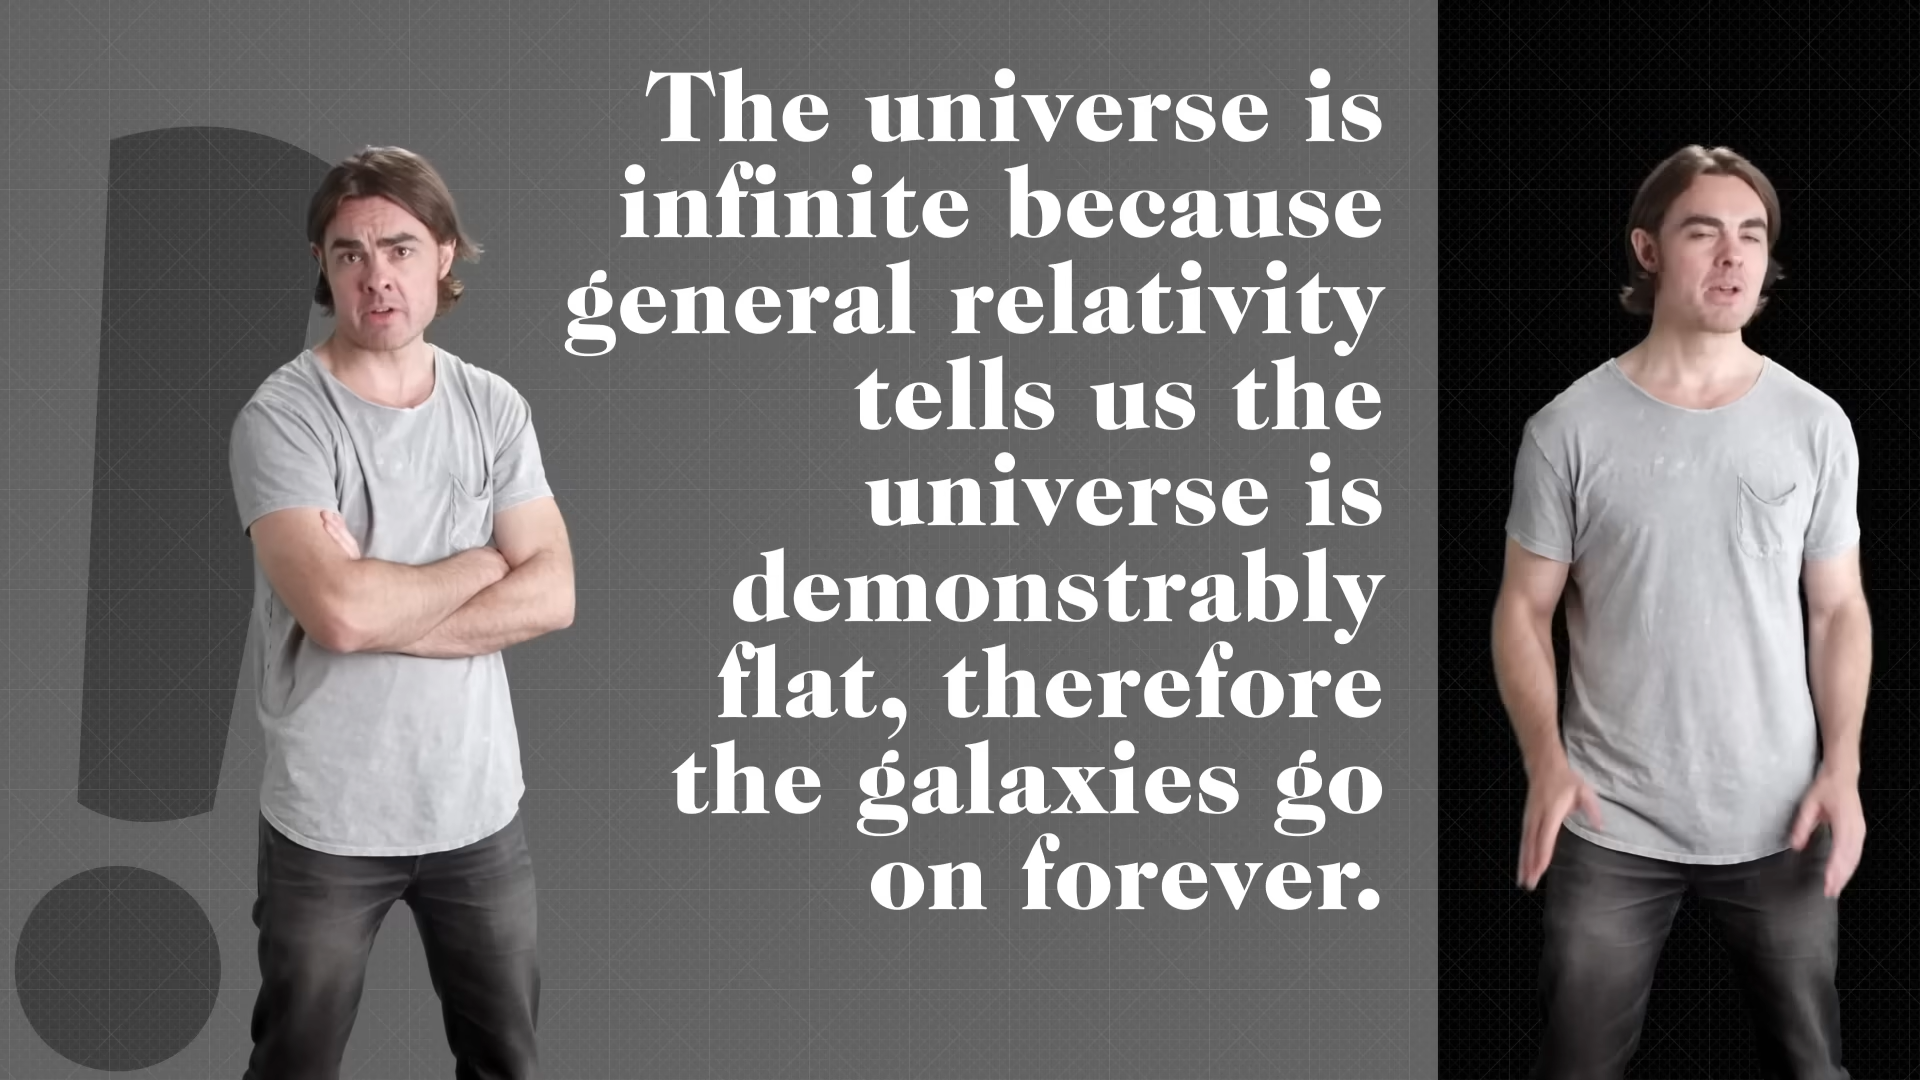 The universe is
infinite because
general relativity
tells us the
universe is
demonstrably
flat, therefore
the galaxies go
on forever.